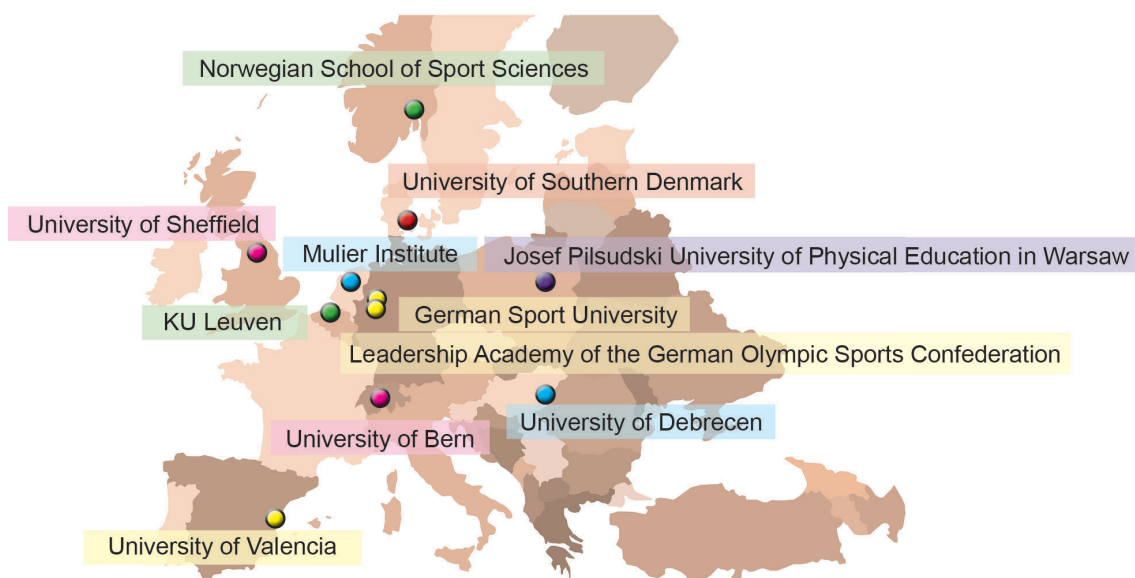 Norwegian School of Sport Sciences
University of Southern Denmark
University of Sheffield
Mulier Institute
Josef Pilsudski University of Physical Education in Warsaw
KU Leuven
German Sport University
Leadership Academy of the German Olympic Sports Confederation
University of Debrecen
University of Bern
University of Valencia